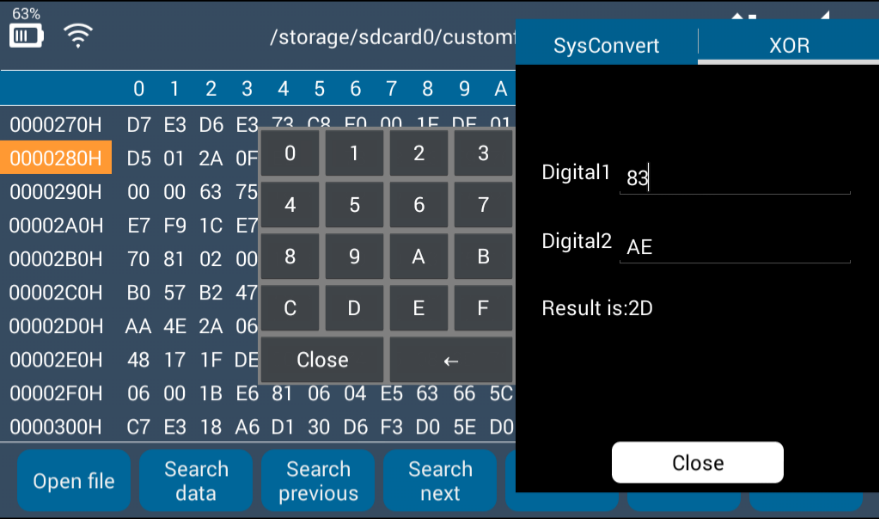 63%
/storage/sdcard0/customf
SysConvert XOR
0 1 2 3 4 5 6 7 8 9 A
0000270H D7 E3 D6 E3 73 C8 E0 00 1F DE 01
0000280H D5 01 2A 0F
0000290H 00 00 63 75
00002A0H E7 F9 1C E7
00002B0H 70 81 02 00
00002C0H B0 57 B2 47
00002D0H AA 4E 2A 06
00002E0H 48 17 1F DE
00002F0H 06 00 1B E6 81 06 04 E5 63 66 5C
0000300H C7 E3 18 A6 D1 30 D6 F3 D0 5E D0
0 1 2 3
4 5 6 7
8 9 A B
C D E F
Close ←
Digital1 83
Digital2 AE
Result is:2D
Close
Open file
Search data
Search previous
Search next